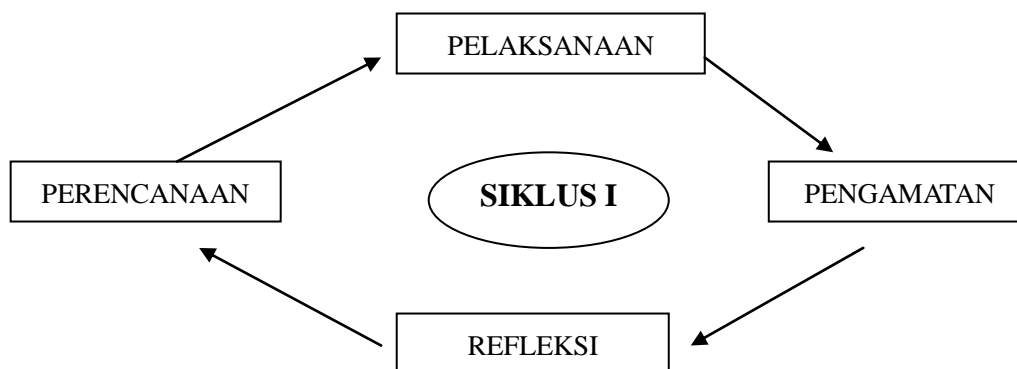 PELAKSANAAN
PERENCANAAN
SIKLUS I
PENGAMATAN
REFLEKSI